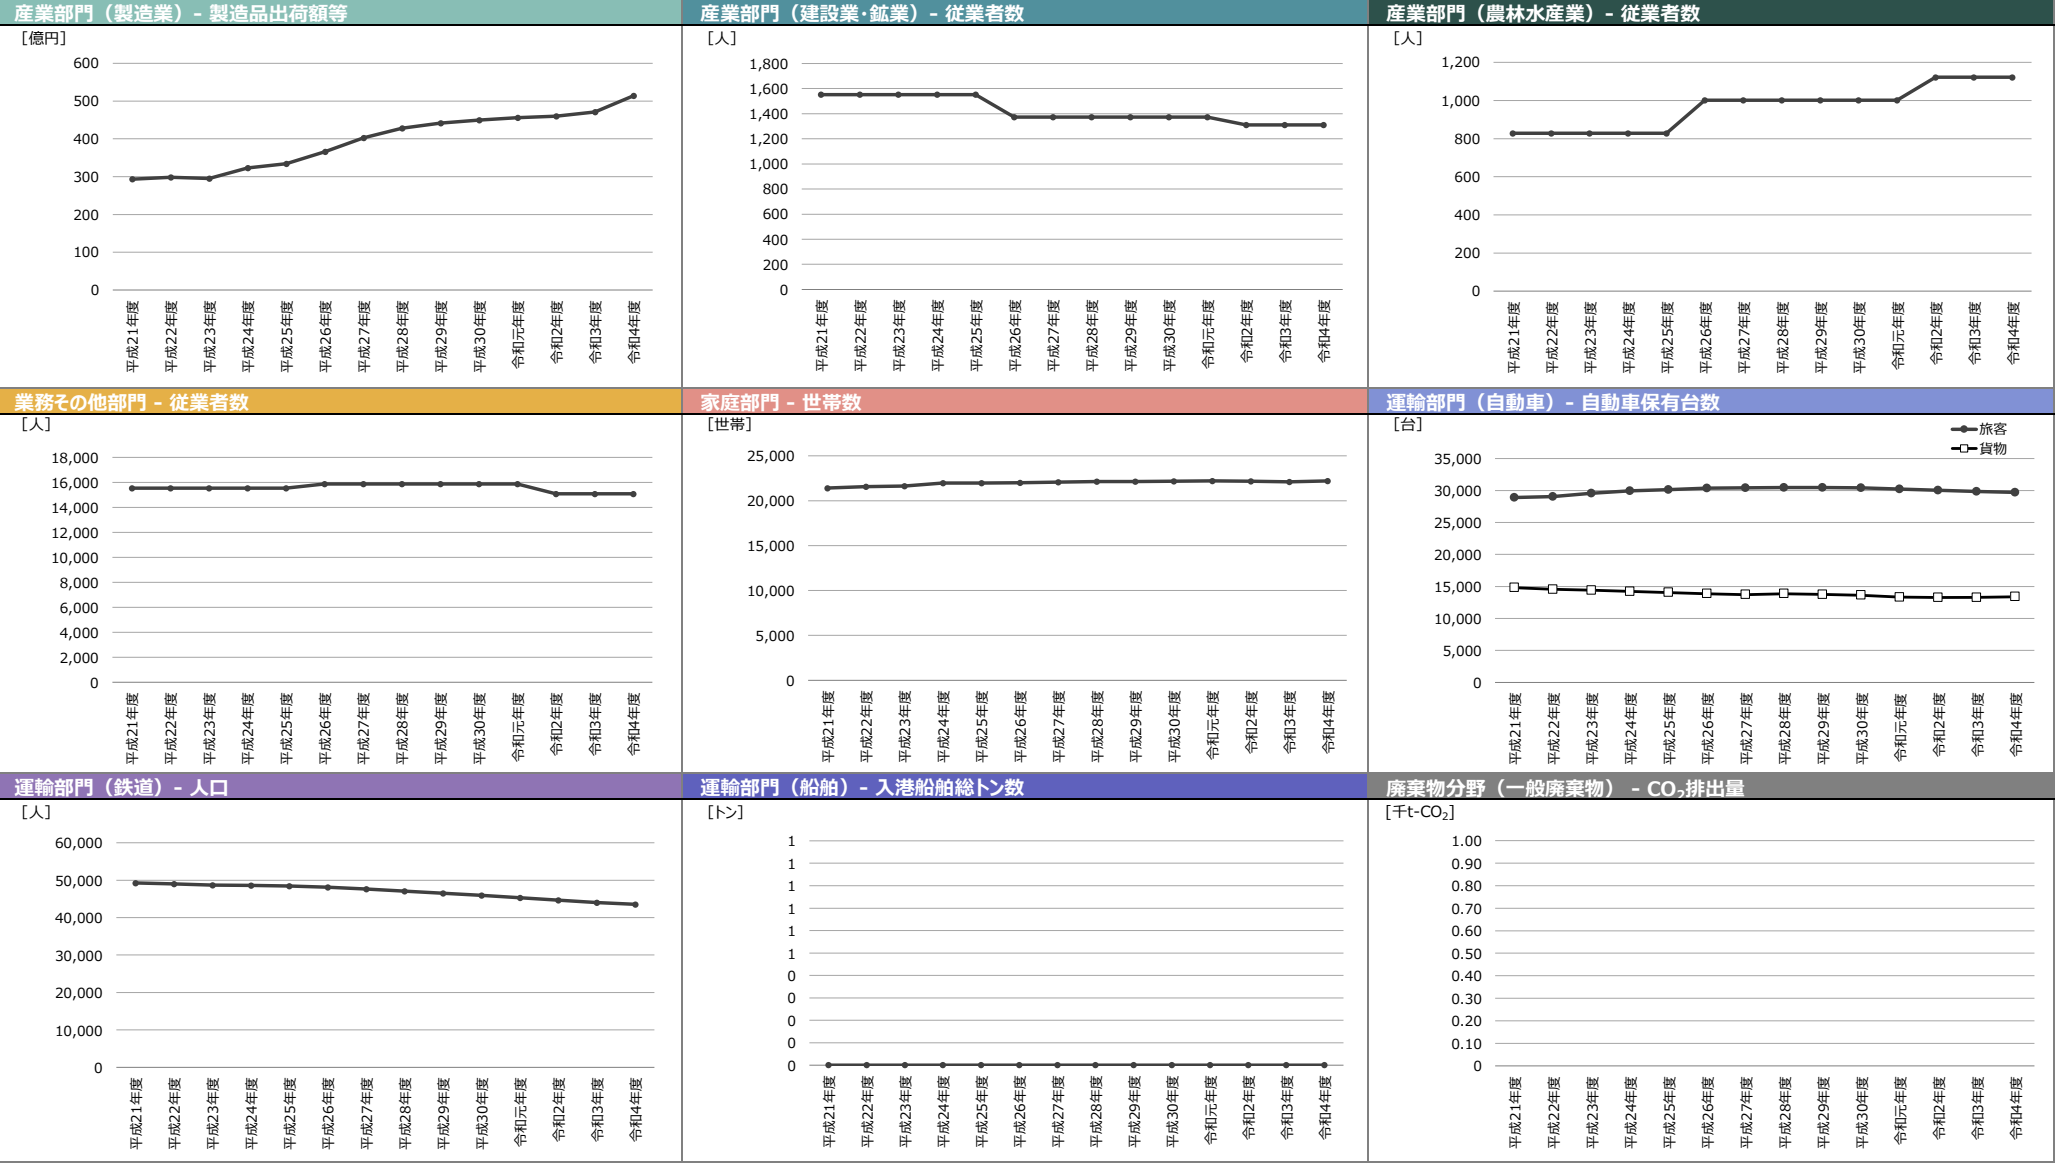 産業部門（製造業）- 製造品出荷額等
［億円］
600
500
400
300
200
100
0
平成21年度
平成22年度
平成23年度
平成24年度
平成25年度
平成26年度
平成27年度
平成28年度
平成29年度
平成30年度
令和元年度
令和2年度
令和3年度
令和4年度
産業部門（建設業･鉱業）- 従業者数
［人］
1,800
1,600
1,400
1,200
1,000
800
600
400
200
0
平成21年度
平成22年度
平成23年度
平成24年度
平成25年度
平成26年度
平成27年度
平成28年度
平成29年度
平成30年度
令和元年度
令和2年度
令和3年度
令和4年度
産業部門（農林水産業）- 従業者数
［人］
1,200
1,000
800
600
400
200
0
平成21年度
平成22年度
平成23年度
平成24年度
平成25年度
平成26年度
平成27年度
平成28年度
平成29年度
平成30年度
令和元年度
令和2年度
令和3年度
令和4年度
業務その他部門 - 従業者数
［人］
18,000
16,000
14,000
12,000
10,000
8,000
6,000
4,000
2,000
0
平成21年度
平成22年度
平成23年度
平成24年度
平成25年度
平成26年度
平成27年度
平成28年度
平成29年度
平成30年度
令和元年度
令和2年度
令和3年度
令和4年度
家庭部門 - 世帯数
［世帯］
25,000
20,000
15,000
10,000
5,000
0
平成21年度
平成22年度
平成23年度
平成24年度
平成25年度
平成26年度
平成27年度
平成28年度
平成29年度
平成30年度
令和元年度
令和2年度
令和3年度
令和4年度
運輸部門（自動車）- 自動車保有台数
［台］
旅客
貨物
35,000
30,000
25,000
20,000
15,000
10,000
5,000
0
平成21年度
平成22年度
平成23年度
平成24年度
平成25年度
平成26年度
平成27年度
平成28年度
平成29年度
平成30年度
令和元年度
令和2年度
令和3年度
令和4年度
運輸部門（鉄道）- 人口
［人］
60,000
50,000
40,000
30,000
20,000
10,000
0
平成21年度
平成22年度
平成23年度
平成24年度
平成25年度
平成26年度
平成27年度
平成28年度
平成29年度
平成30年度
令和元年度
令和2年度
令和3年度
令和4年度
運輸部門（船舶）- 入港船舶総トン数
［トン］
1
1
1
1
1
1
0
0
0
0
0
平成21年度
平成22年度
平成23年度
平成24年度
平成25年度
平成26年度
平成27年度
平成28年度
平成29年度
平成30年度
令和元年度
令和2年度
令和3年度
令和4年度
廃棄物分野（一般廃棄物） - CO₂排出量
［千t-CO₂］
1.00
0.90
0.80
0.70
0.60
0.50
0.40
0.30
0.20
0.10
0
平成21年度
平成22年度
平成23年度
平成24年度
平成25年度
平成26年度
平成27年度
平成28年度
平成29年度
平成30年度
令和元年度
令和2年度
令和3年度
令和4年度